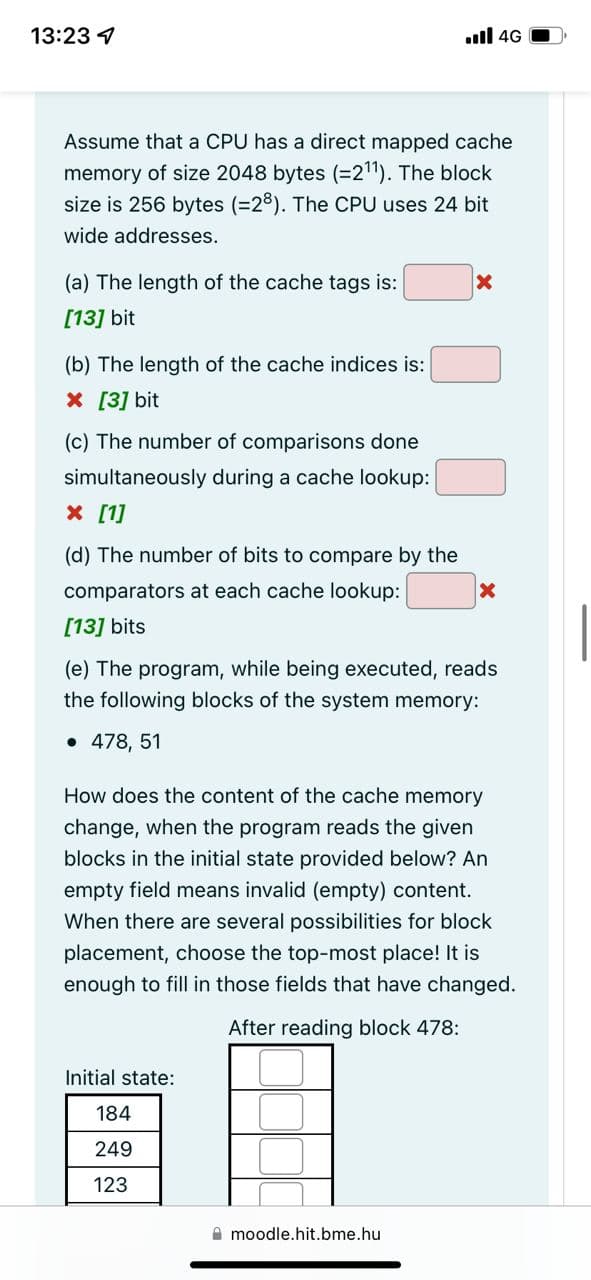 13:23
4G
Assume that a CPU has a direct mapped cache
memory of size 2048 bytes (=2¹¹). The block
size is 256 bytes (=2⁸). The CPU uses 24 bit
wide addresses.
(a) The length of the cache tags is:
[13] bit
(b) The length of the cache indices is:
[3] bit
(c) The number of comparisons done
simultaneously during a cache lookup:
[1]
(d) The number of bits to compare by the
comparators at each cache lookup:
[13] bits
(e) The program, while being executed, reads
the following blocks of the system memory:
• 478, 51
How does the content of the cache memory
change, when the program reads the given
blocks in the initial state provided below? An
empty field means invalid (empty) content.
When there are several possibilities for block
placement, choose the top-most place! It is
enough to fill in those fields that have changed.
After reading block 478:
Initial state:
184
249
123
moodle.hit.bme.hu